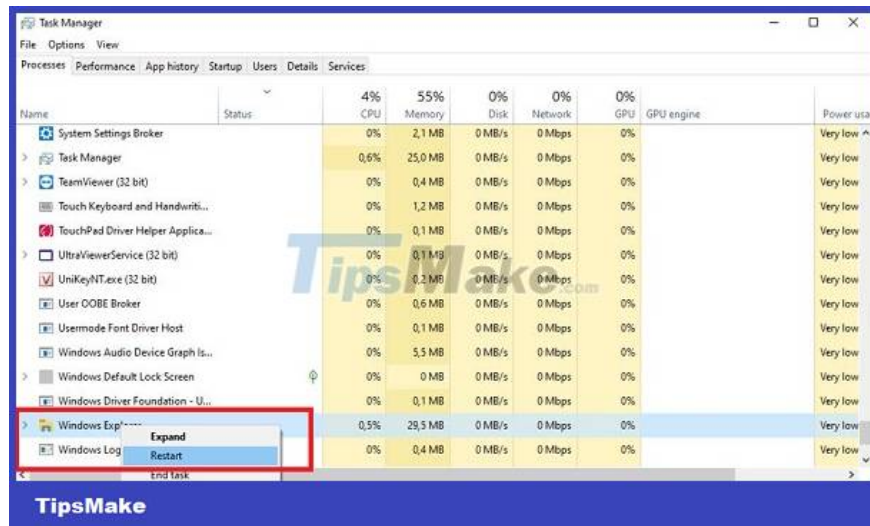 Task Manager
File Options View
Processes Performance App history Startup Users Details Services
4% 55% 0% 0% 0%
Name Status CPU Memory Disk Network GPU GPU engine Power usa
System Settings Broker 0% 2,1 MB 0 MB/s 0 Mbps 0% Very low
Task Manager 0,6% 25,0 MB 0 MB/s 0 Mbps 0% Very low
TeamViewer (32 bit) 0% 0,4 MB 0 MB/s 0 Mbps 0% Very low
Touch Keyboard and Handwriti... 0% 1,2 MB 0 MB/s 0 Mbps 0% Very low
TouchPad Driver Helper Applica... 0% 0,1 MB 0 MB/s 0 Mbps 0% Very low
UltraViewerService (32 bit) 0% 0,1 MB 0 MB/s 0 Mbps 0% Very low
TipsMake.com
UniKeyNT.exe (32 bit) 0% 0,2 MB 0 MB/s 0 Mbps 0% Very low
User OOBE Broker 0% 0,6 MB 0 MB/s 0 Mbps 0% Very low
Usermode Font Driver Host 0% 0,1 MB 0 MB/s 0 Mbps 0% Very low
Windows Audio Device Graph Is... 0% 5,5 MB 0 MB/s 0 Mbps 0% Very low
Windows Default Lock Screen 0% 0 MB 0 MB/s 0 Mbps 0% Very low
Windows Driver Foundation - U... 0% 0,1 MB 0 MB/s 0 Mbps 0% Very low
Windows Explorer 0,5% 29,5 MB 0 MB/s 0 Mbps 0% Very low
Expand
Windows Log 0% 0,4 MB 0 MB/s 0 Mbps 0% Very low
Restart
End task
TipsMake